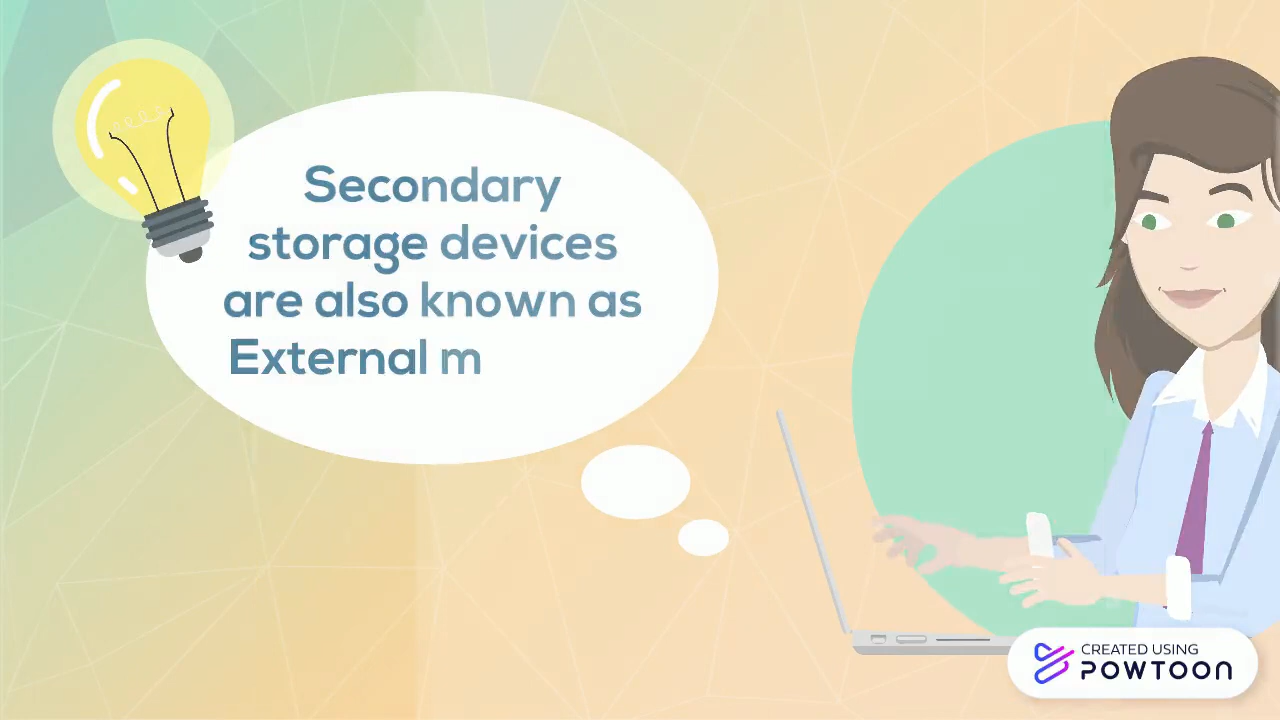 Secondary
storage devices
are also known as
External m
CREATED USING
POWTOON